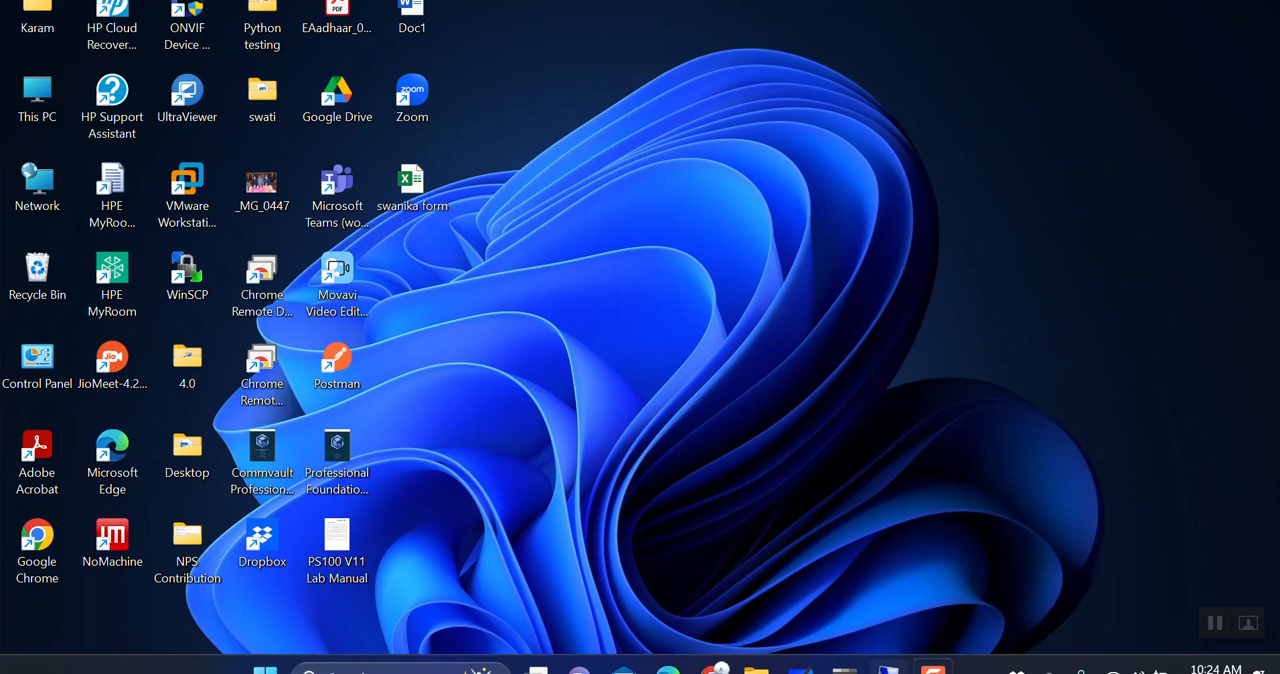 Karam
HP Cloud
Recover...
ONVIF
Device ...
Python
testing
EAadhaar_0...
Doc1
This PC
HP Support
Assistant
UltraViewer
swati
Google Drive
zoom
Zoom
Network
HPE
MyRoo...
VMware
Workstati...
_MG_0447
Microsoft
Teams (wo...
swanika form
Recycle Bin
HPE
MyRoom
WinSCP
Chrome
Remote D...
Movavi
Video Edit...
Control Panel
Jio
JioMeet-4.2...
4.0
Chrome
Remot...
Postman
Adobe
Acrobat
Microsoft
Edge
Desktop
Commvault
Profession...
Professional
Foundatio...
Google
Chrome
NoMachine
NPS
Contribution
Dropbox
PS100 V11
Lab Manual
10:24 AM